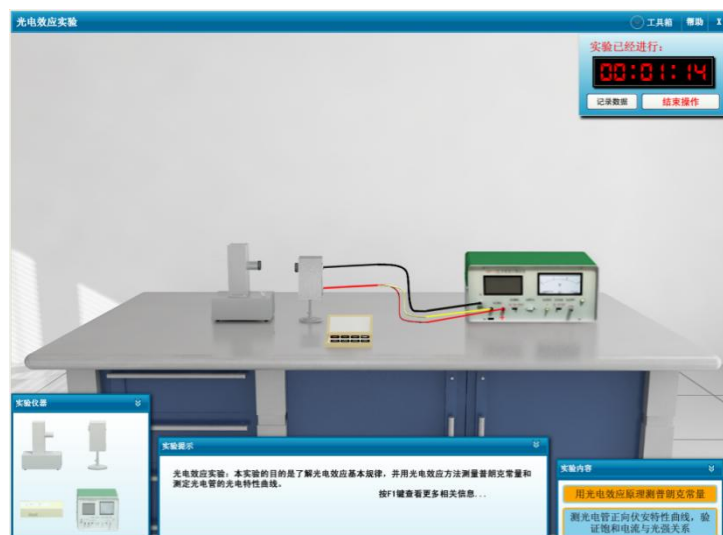 光电效应实验
工具箱 帮助 X
实验已经进行:
00:01:14
记录数据 结束操作
实验仪器
实验提示
光电效应实验:本实验的目的是了解光电效应基本规律,并用光电效应方法测量普朗克常量和
测定光电管的光电特性曲线。
按F1键查看更多相关信息...
实验内容
用光电效应原理测普朗克常量
测光电管正向伏安特性曲线,验
证饱和电流与光强关系